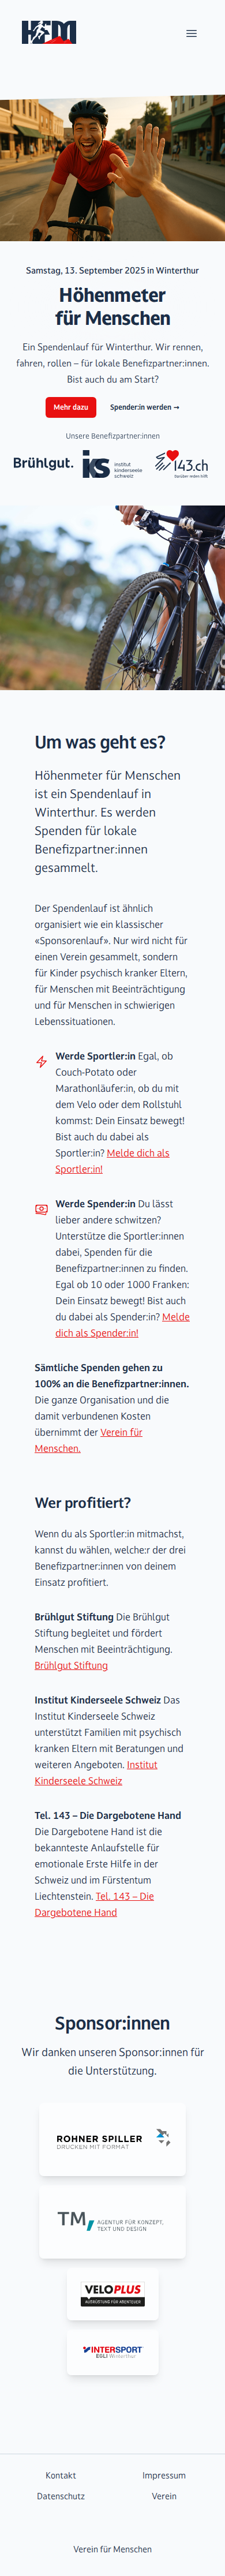 HFM
Samstag, 13. September 2025 in Winterthur
Höhenmeter
für Menschen
Ein Spendenlauf für Winterthur. Wir rennen,
fahren, rollen – für lokale Benefizpartner:innen.
Bist auch du am Start?
Mehr dazu
Spender:in werden →
Unsere Benefizpartner:innen
Brühlgut.
iks institut
kinderseele
schweiz
143.ch
Darüber reden hilft
Um was geht es?
Höhenmeter für Menschen
ist ein Spendenlauf in
Winterthur. Es werden
Spenden für lokale
Benefizpartner:innen
gesammelt.
Der Spendenlauf ist ähnlich
organisiert wie ein klassischer
«Sponsorenlauf». Nur wird nicht für
einen Verein gesammelt, sondern
für Kinder psychisch kranker Eltern,
für Menschen mit Beeinträchtigung
und für Menschen in schwierigen
Lebenssituationen.
Werde Sportler:in Egal, ob
Couch-Potato oder
Marathonläufer:in, ob du mit
dem Velo oder dem Rollstuhl
kommst: Dein Einsatz bewegt!
Bist auch du dabei als
Sportler:in? Melde dich als
Sportler:in!
Werde Spender:in Du lässt
lieber andere schwitzen?
Unterstütze die Sportler:innen
dabei, Spenden für die
Benefizpartner:innen zu finden.
Egal ob 10 oder 1000 Franken:
Dein Einsatz bewegt! Bist auch
du dabei als Spender:in? Melde
dich als Spender:in!
Sämtliche Spenden gehen zu
100% an die Benefizpartner:innen.
Die ganze Organisation und die
damit verbundenen Kosten
übernimmt der Verein für
Menschen.
Wer profitiert?
Wenn du als Sportler:in mitmachst,
kannst du wählen, welche:r der drei
Benefizpartner:innen von deinem
Einsatz profitiert.
Brühlgut Stiftung Die Brühlgut
Stiftung begleitet und fördert
Menschen mit Beeinträchtigung.
Brühlgut Stiftung
Institut Kinderseele Schweiz Das
Institut Kinderseele Schweiz
unterstützt Familien mit psychisch
kranken Eltern mit Beratungen und
weiteren Angeboten. Institut
Kinderseele Schweiz
Tel. 143 – Die Dargebotene Hand
Die Dargebotene Hand ist die
bekannteste Anlaufstelle für
emotionale Erste Hilfe in der
Schweiz und im Fürstentum
Liechtenstein. Tel. 143 – Die
Dargebotene Hand
Sponsor:innen
Wir danken unseren Sponsor:innen für
die Unterstützung.
ROHNER SPILLER
DRUCKEN MIT FORMAT
TM/ AGENTUR FÜR KONZEPT,
TEXT UND DESIGN
VELOPLUS
AUSRÜSTUNG FÜR ABENTEUER
INTERSPORT
EGLI Winterthur
Kontakt
Impressum
Datenschutz
Verein
Verein für Menschen